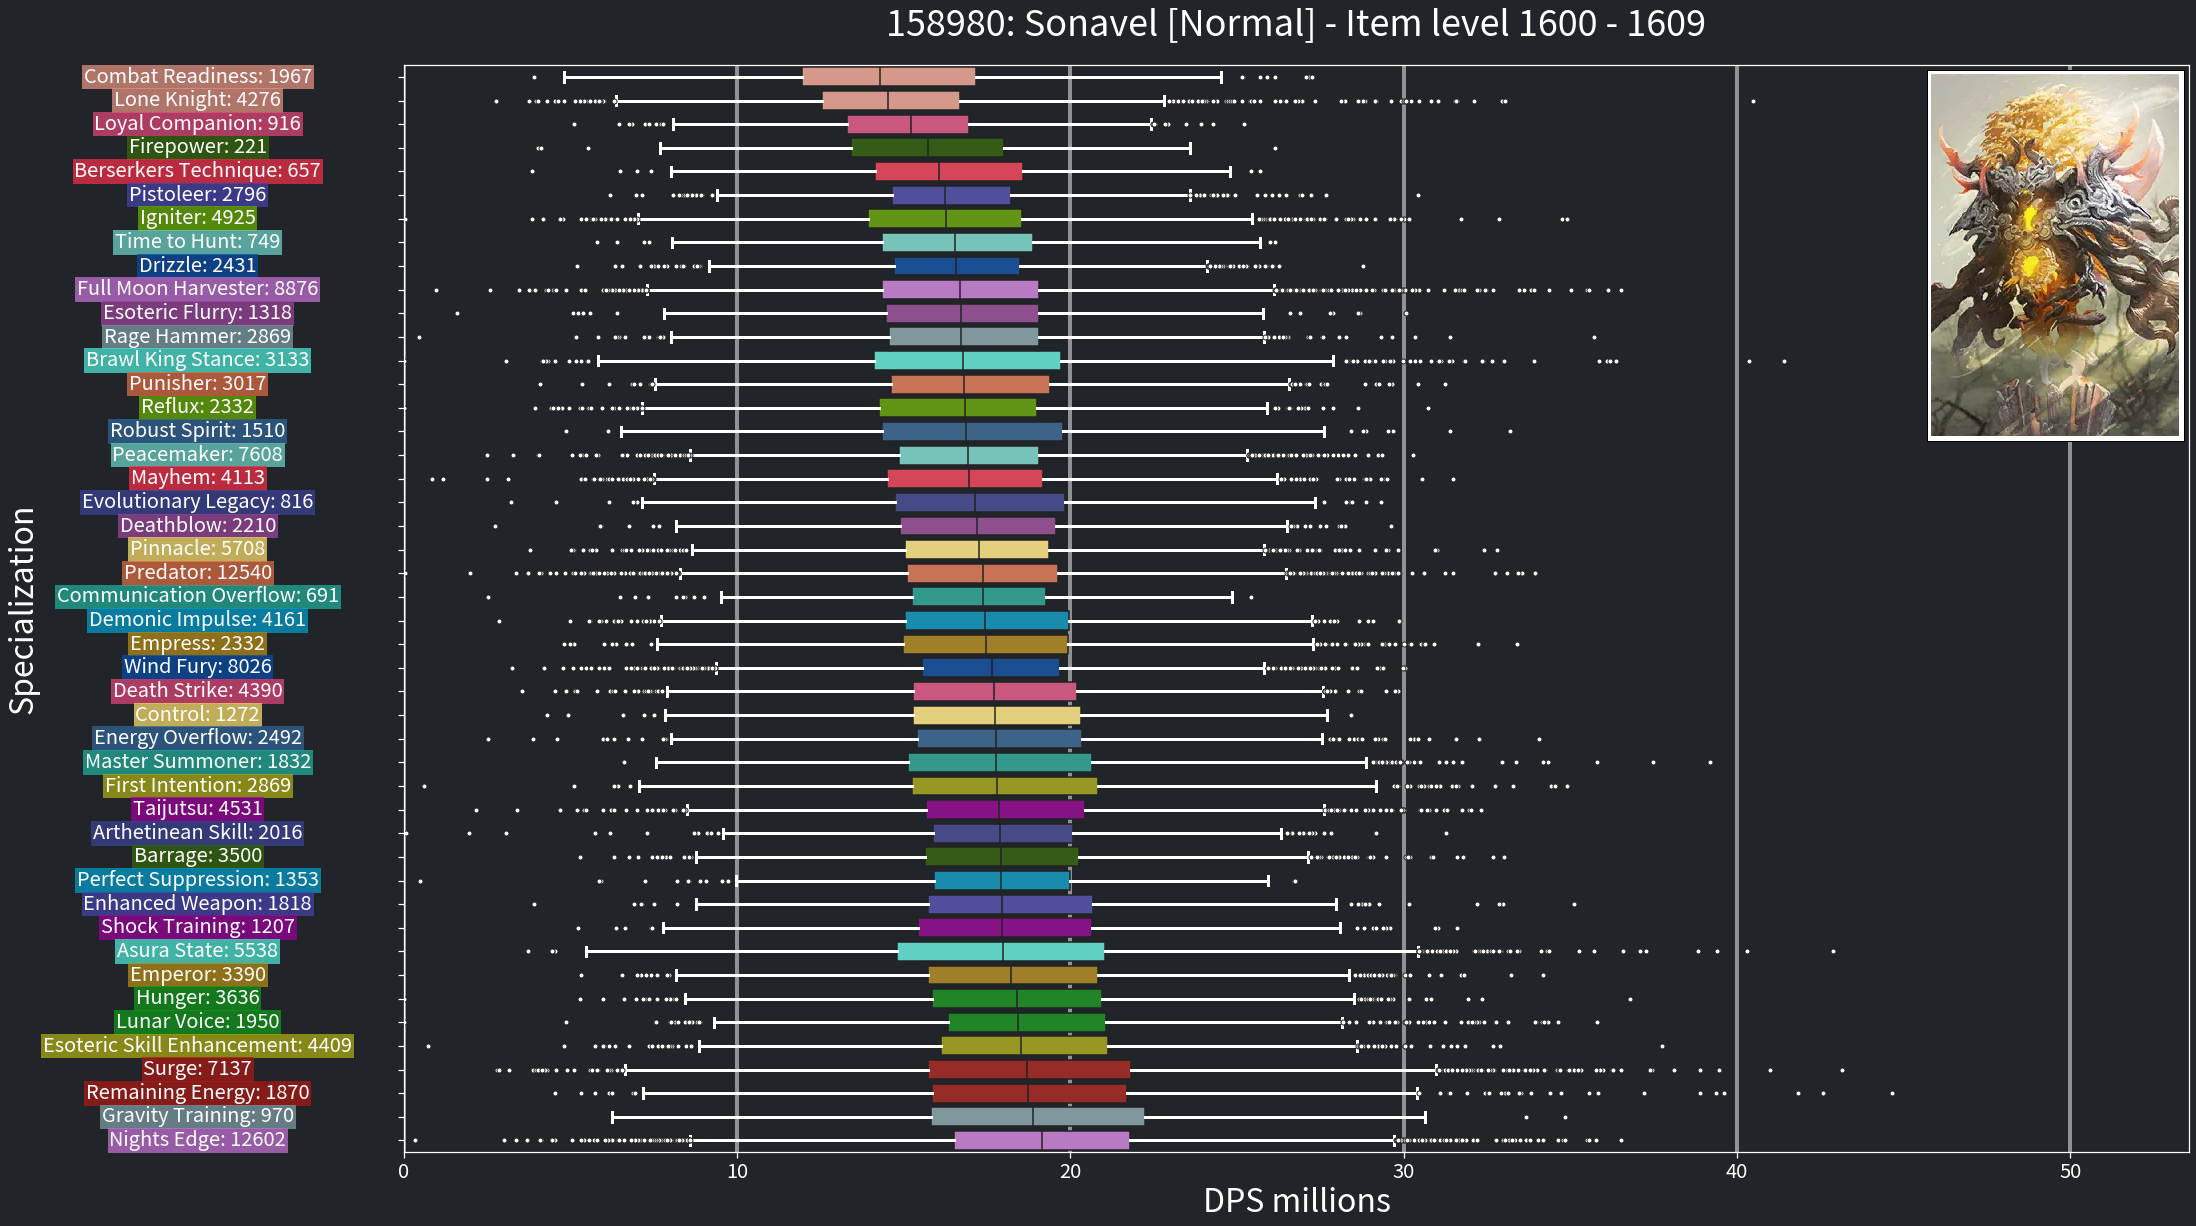 158980: Sonavel [Normal] - Item level 1600 - 1609
Combat Readiness: 1967
Lone Knight: 4276
Loyal Companion: 916
Firepower: 221
Berserkers Technique: 657
Pistoleer: 2796
Igniter: 4925
Time to Hunt: 749
Drizzle: 2431
Full Moon Harvester: 8876
Esoteric Flurry: 1318
Rage Hammer: 2869
Brawl King Stance: 3133
Punisher: 3017
Reflux: 2332
Robust Spirit: 1510
Peacemaker: 7608
Mayhem: 4113
Evolutionary Legacy: 816
Deathblow: 2210
Pinnacle: 5708
Predator: 12540
Communication Overflow: 691
Demonic Impulse: 4161
Empress: 2332
Wind Fury: 8026
Death Strike: 4390
Control: 1272
Energy Overflow: 2492
Master Summoner: 1832
First Intention: 2869
Taijutsu: 4531
Arthetinean Skill: 2016
Barrage: 3500
Perfect Suppression: 1353
Enhanced Weapon: 1818
Shock Training: 1207
Asura State: 5538
Emperor: 3390
Hunger: 3636
Lunar Voice: 1950
Esoteric Skill Enhancement: 4409
Surge: 7137
Remaining Energy: 1870
Gravity Training: 970
Nights Edge: 12602
Specialization
0 10 20 30 40 50
DPS millions